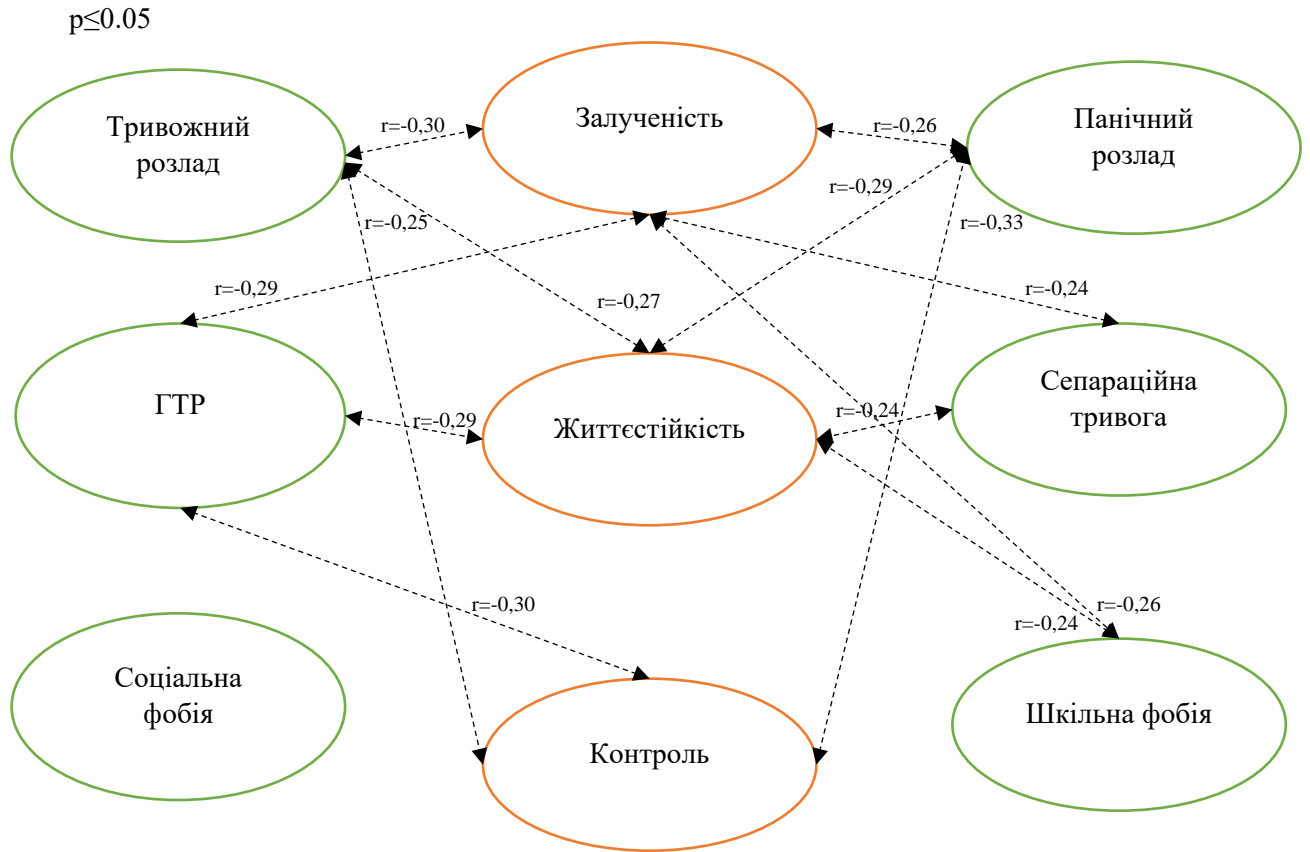 p≤0.05
Тривожний
розлад
r=-0,30
Залученість
r=-0,26
Панічний
розлад
r=-0,25
r=-0,29
r=-0,33
r=-0,29
r=-0,27
r=-0,24
ГТР
r=-0,29
Життєстійкість
r=-0,24
Сепараційна
тривога
r=-0,30
r=-0,24
r=-0,26
Соціальна
фобія
Контроль
Шкільна фобія